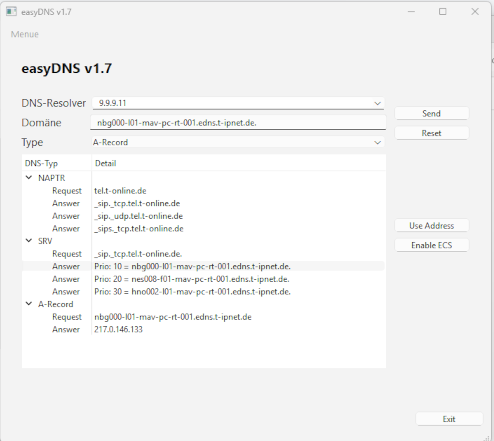 easyDNS v1.7
Menue
easyDNS v1.7
DNS-Resolver 9.9.9.11
Send
Domäne nbg000-l01-mav-pc-rt-001.edns.t-ipnet.de.
Reset
Type A-Record
DNS-Typ Detail
NAPTR
Request tel.t-online.de
Answer _sip._tcp.tel.t-online.de
Answer _sip._udp.tel.t-online.de
Answer _sips._tcp.tel.t-online.de
Use Address
SRV
Enable ECS
Request _sip._tcp.tel.t-online.de.
Answer Prio: 10 = nbg000-l01-mav-pc-rt-001.edns.t-ipnet.de.
Answer Prio: 20 = nes008-f01-mav-pc-rt-001.edns.t-ipnet.de.
Answer Prio: 30 = hno002-l01-mav-pc-rt-001.edns.t-ipnet.de.
A-Record
Request nbg000-l01-mav-pc-rt-001.edns.t-ipnet.de
Answer 217.0.146.133
Exit